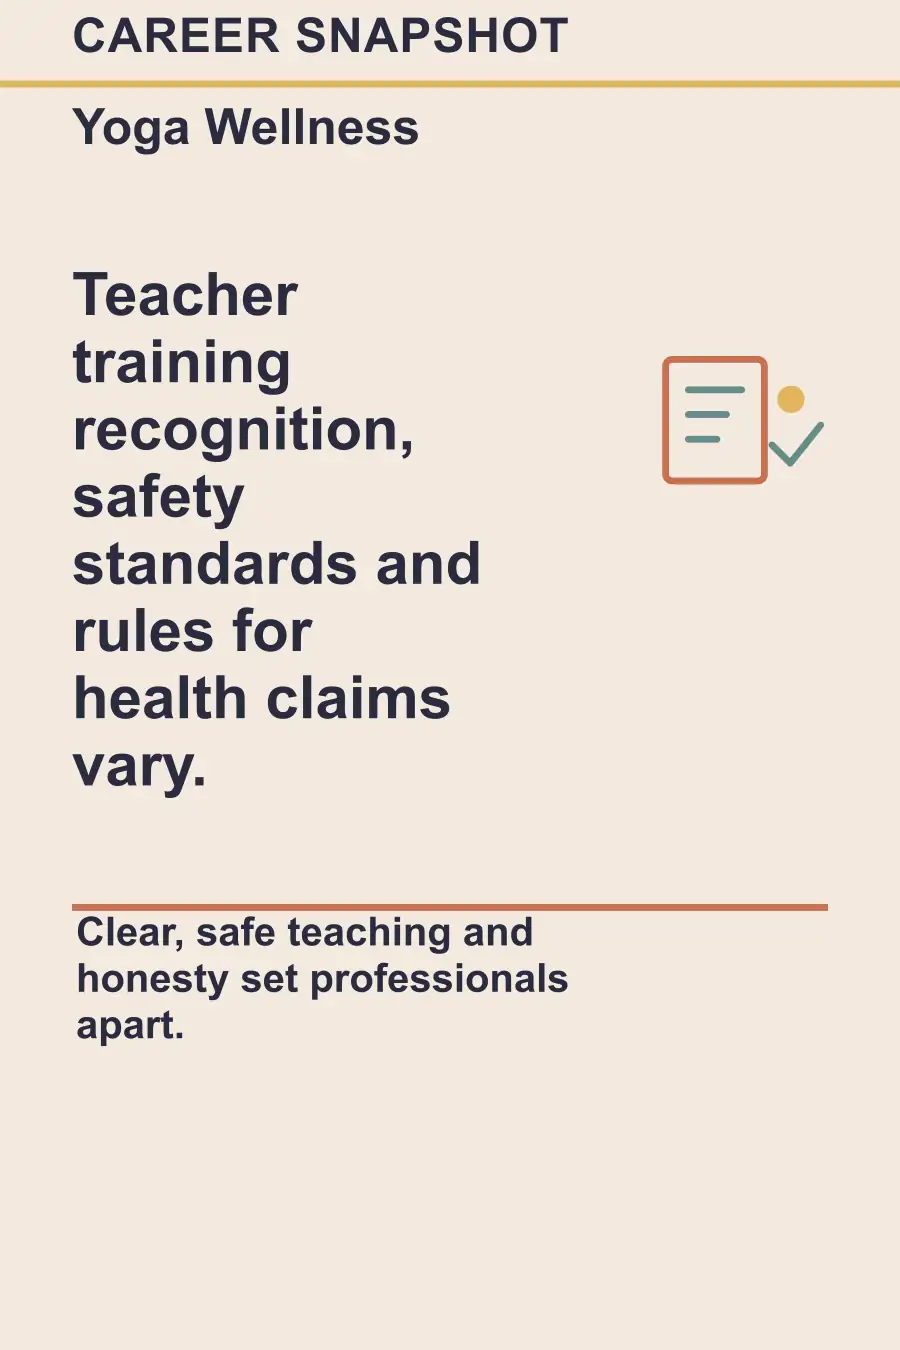 CAREER SNAPSHOT
Yoga Wellness
Teacher
training
recognition,
safety
standards and
rules for
health claims
vary.
Clear, safe teaching and
honesty set professionals
apart.